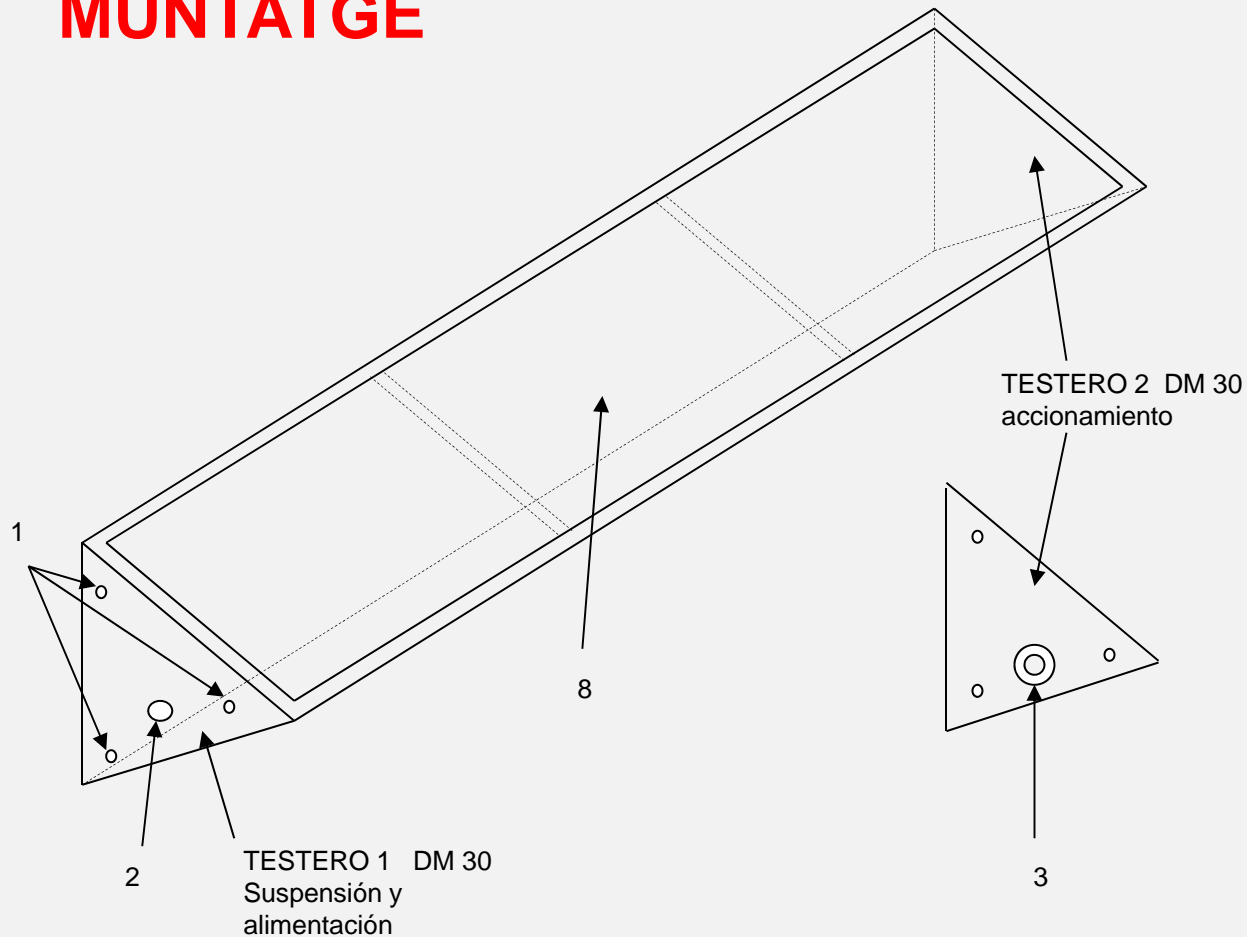 MUNTATGE
TESTERO 2 DM 30
accionamiento
1
8
2
TESTERO 1 DM 30
Suspensión y
alimentación
3